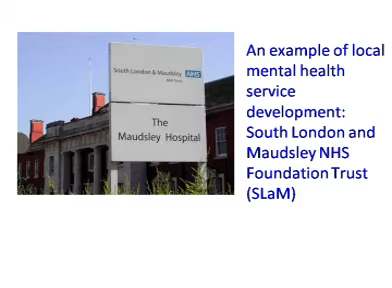 South London & Maudsley NHS
The
Maudsley Hospital
An example of local
mental health
service
development:
South London and
Maudsley NHS
Foundation Trust
(SLaM)